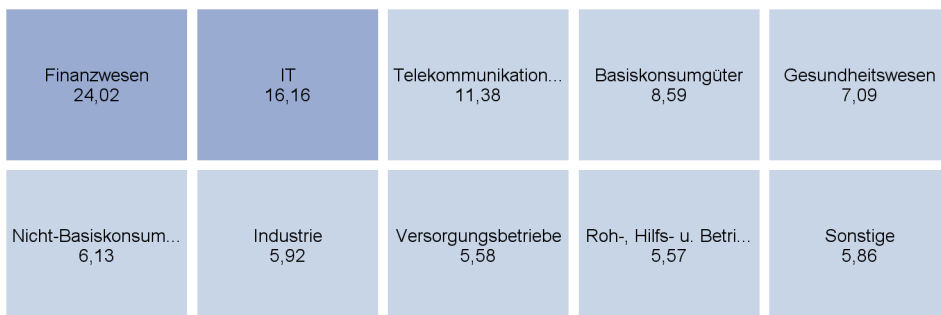 Finanzwesen
24,02
IT
16,16
Telekommunikation...
11,38
Basiskonsumgüter
8,59
Gesundheitswesen
7,09
Nicht-Basiskonsum...
6,13
Industrie
5,92
Versorgungsbetriebe
5,58
Roh-, Hilfs- u. Betri...
5,57
Sonstige
5,86